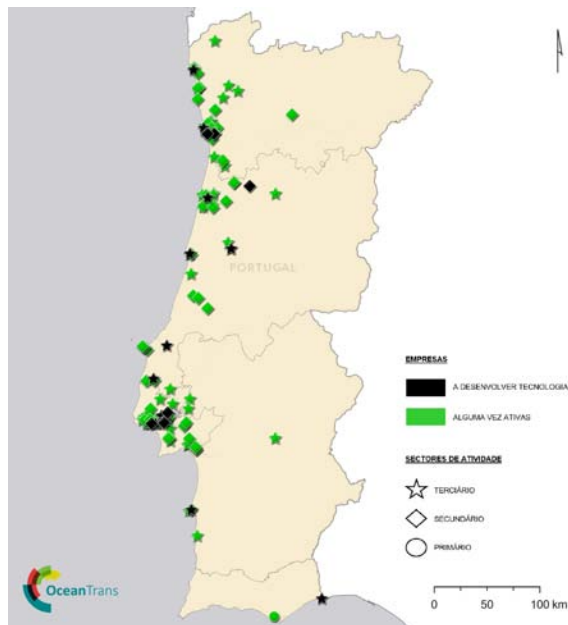 PORTUGAL
EMPRESAS
A DESENVOLVER TECNOLOGIA
ALGUMA VEZ ATIVAS
SECTORES DE ATIVIDADE
TERCIÁRIO
SECUNDÁRIO
PRIMÁRIO
OceanTrans
0 50 100 km